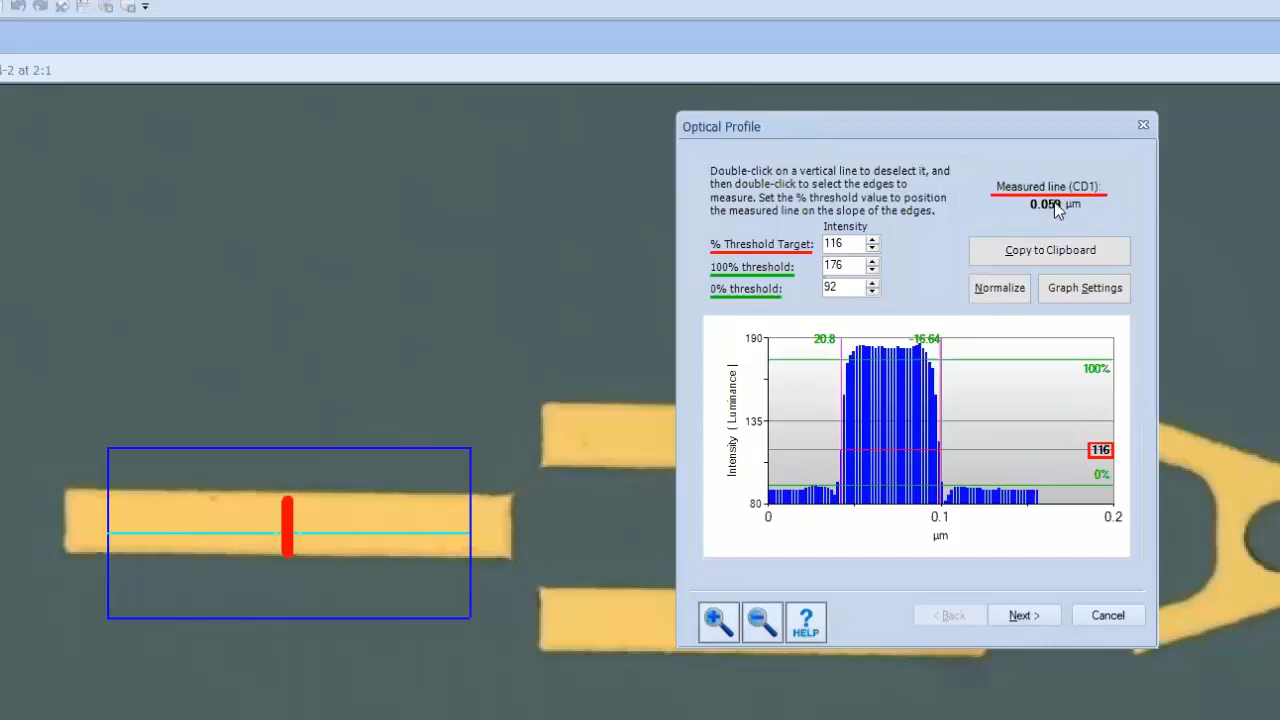 -2 at 2:1
Optical Profile
Double-click on a vertical line to deselect it, and
then double-click to select the edges to
measure. Set the % threshold value to position
the measured line on the slope of the edges.
Measured line (CD1):
μm
Intensity
% Threshold Target: 116
100% threshold: 176
0% threshold: 92
Copy to Clipboard
Normalize
Graph Settings
20.8
-16.64
190
135
80
Intensity ( Luminance )
100%
116
0%
0
0.1
0.2
μm
HELP
< Back
Next >
Cancel